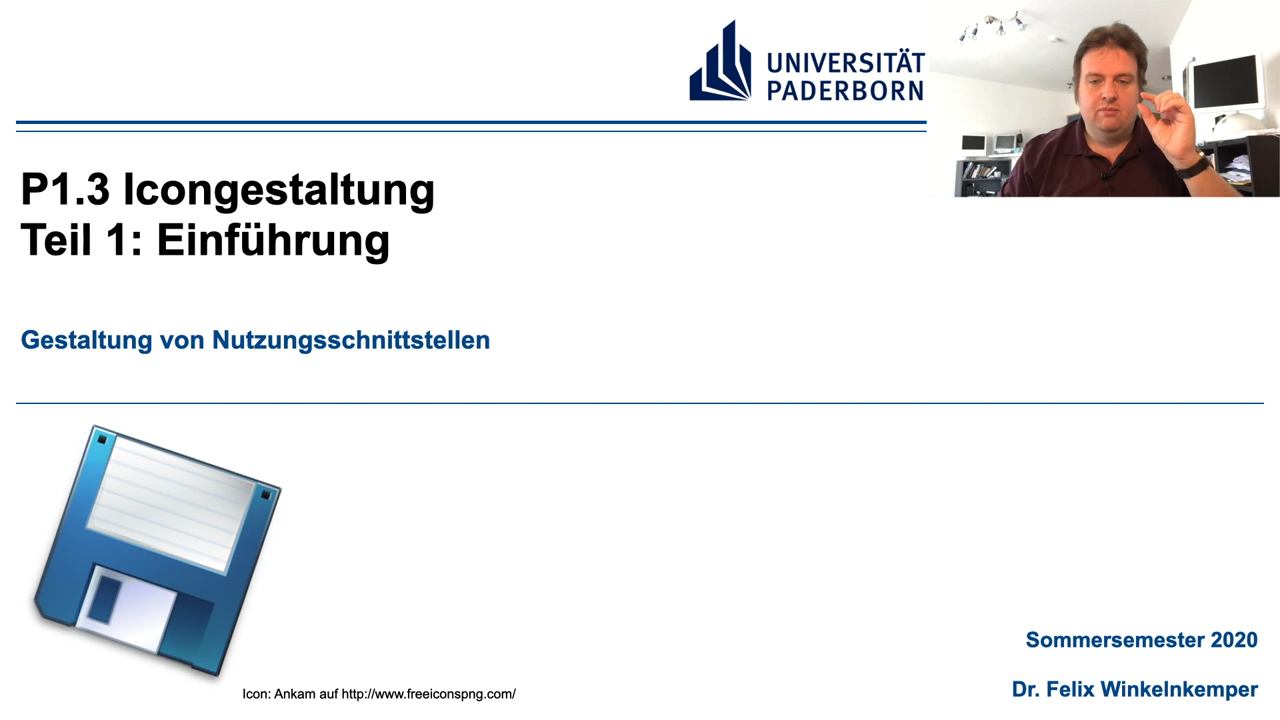 UNIVERSITÄT
PADERBORN
P1.3 Icongestaltung
Teil 1: Einführung
Gestaltung von Nutzungsschnittstellen
Icon: Ankam auf http://www.freeiconspng.com/
Sommersemester 2020
Dr. Felix Winkelnkemper